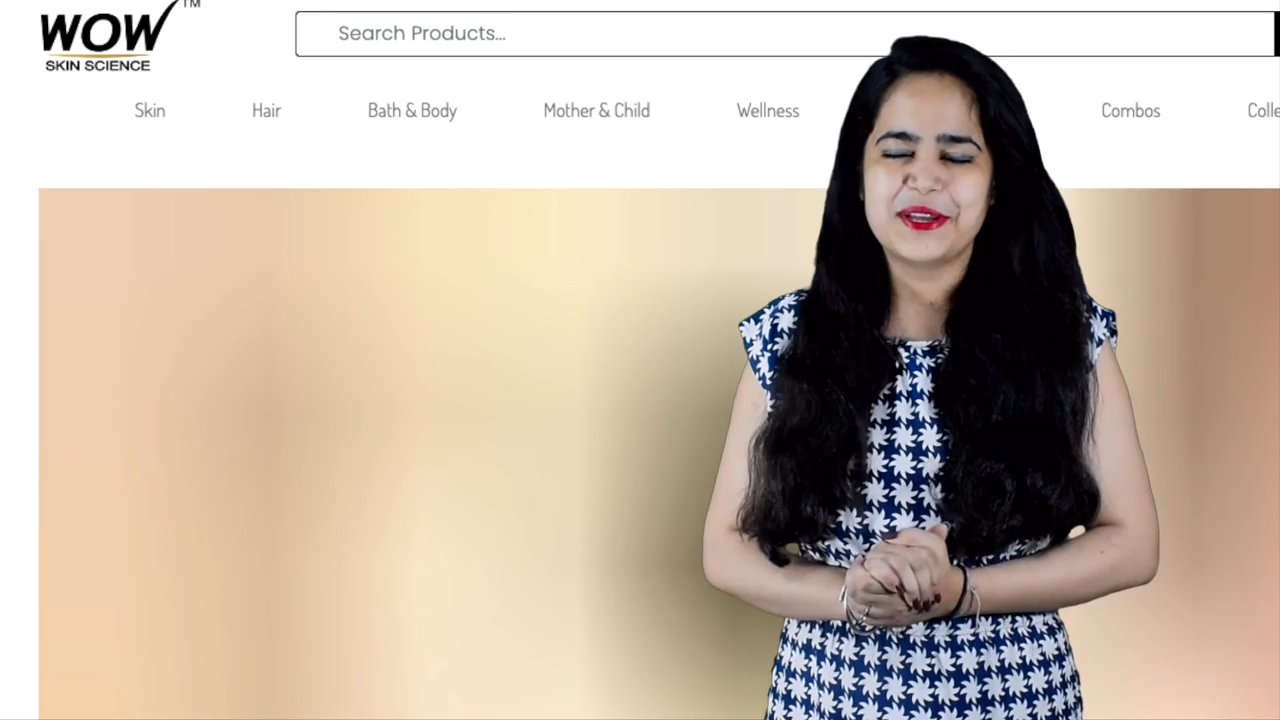 TM
WOW
SKIN SCIENCE
Search Products...
Skin Hair Bath & Body Mother & Child Wellness Combos